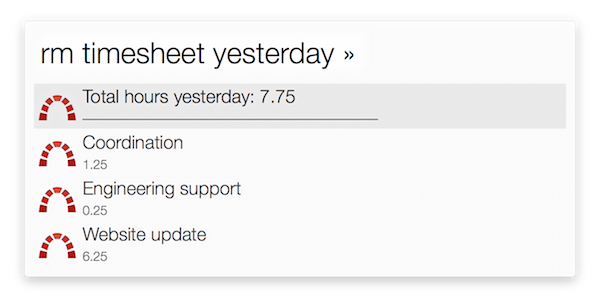 rm timesheet yesterday »
Total hours yesterday: 7.75
Coordination
1.25
Engineering support
0.25
Website update
6.25